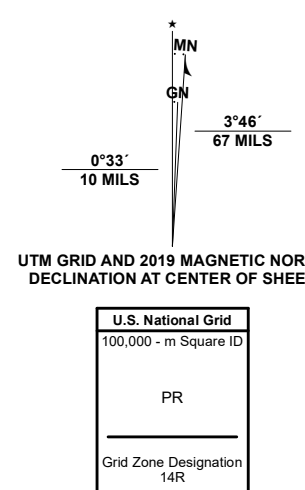 ★
MN
GN
3°46´
67 MILS
0°33´
10 MILS
UTM GRID AND 2019 MAGNETIC NOR
DECLINATION AT CENTER OF SHEE
U.S. National Grid
100,000 - m Square ID
PR
Grid Zone Designation
14R